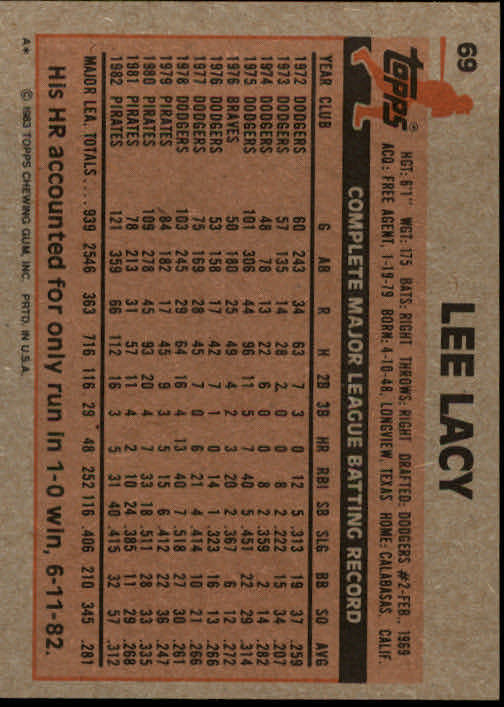 69
topps®
LEE LACY
HGT: 6'1" WGT: 175 BATS: RIGHT THROWS: RIGHT DRAFTED: DODGERS #2-FEB., 1969
ACQ: FREE AGENT, 1-19-79 BORN: 4-10-48, LONGVIEW, TEXAS HOME: CALABASAS, CALIF.
COMPLETE MAJOR LEAGUE BATTING RECORD
YEAR CLUB G AB R H 2B 3B HR RBI SB SLG BB SO AVG
1972 DODGERS 60 243 34 63 7 3 0 12 5 .313 19 37 .259
1973 DODGERS 57 135 14 28 2 0 0 8 2 .222 15 34 .207
1974 DODGERS 48 78 13 22 6 0 0 8 2 .359 2 14 .282
1975 DODGERS 101 306 44 96 11 5 7 40 5 .451 22 29 .314
1976 BRAVES 50 180 25 49 4 2 3 20 2 .367 6 12 .272
1976 DODGERS 53 158 17 42 7 1 0 14 1 .323 16 13 .266
1977 DODGERS 75 169 28 45 7 0 6 21 4 .414 10 21 .266
1978 DODGERS 103 245 29 64 16 4 13 40 7 .518 27 30 .261
1979 PIRATES 84 182 17 45 9 3 5 15 6 .412 22 36 .247
1980 PIRATES 109 278 45 93 20 4 7 33 18 .511 28 33 .335
1981 PIRATES 78 213 31 57 11 4 2 10 24 .385 11 29 .268
1982 PIRATES 121 359 66 112 16 3 5 31 40 .415 32 57 .312
MAJOR LEA. TOTALS .... 939 2546 363 716 116 29 48 252 116 .406 210 345 .281
His HR accounted for only run in 1-0 win, 6-11-82.
A* © 1983 TOPPS CHEWING GUM, INC. PRTD. IN U.S.A.